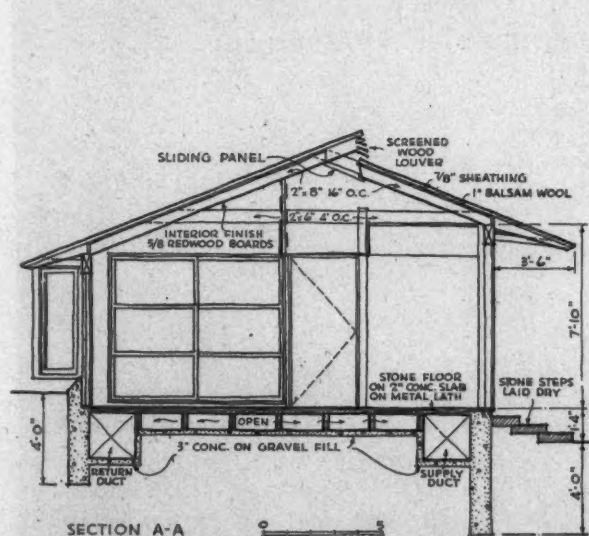 SLIDING PANEL
SCREENED
WOOD
LOUVER
7/8" SHEATHING
1" BALSAM WOOL
2"x 8" 16" O.C.
2"x 6" 4' O.C.
INTERIOR FINISH
5/8 REDWOOD BOARDS
3'-6"
7'-10"
STONE FLOOR
ON 2" CONC. SLAB
ON METAL LATH
STONE STEPS
LAID DRY
1'-4"
4'-0"
OPEN
3" CONC. ON GRAVEL FILL
RETURN
DUCT
SUPPLY
DUCT
4'-0"
SECTION A-A
0 5